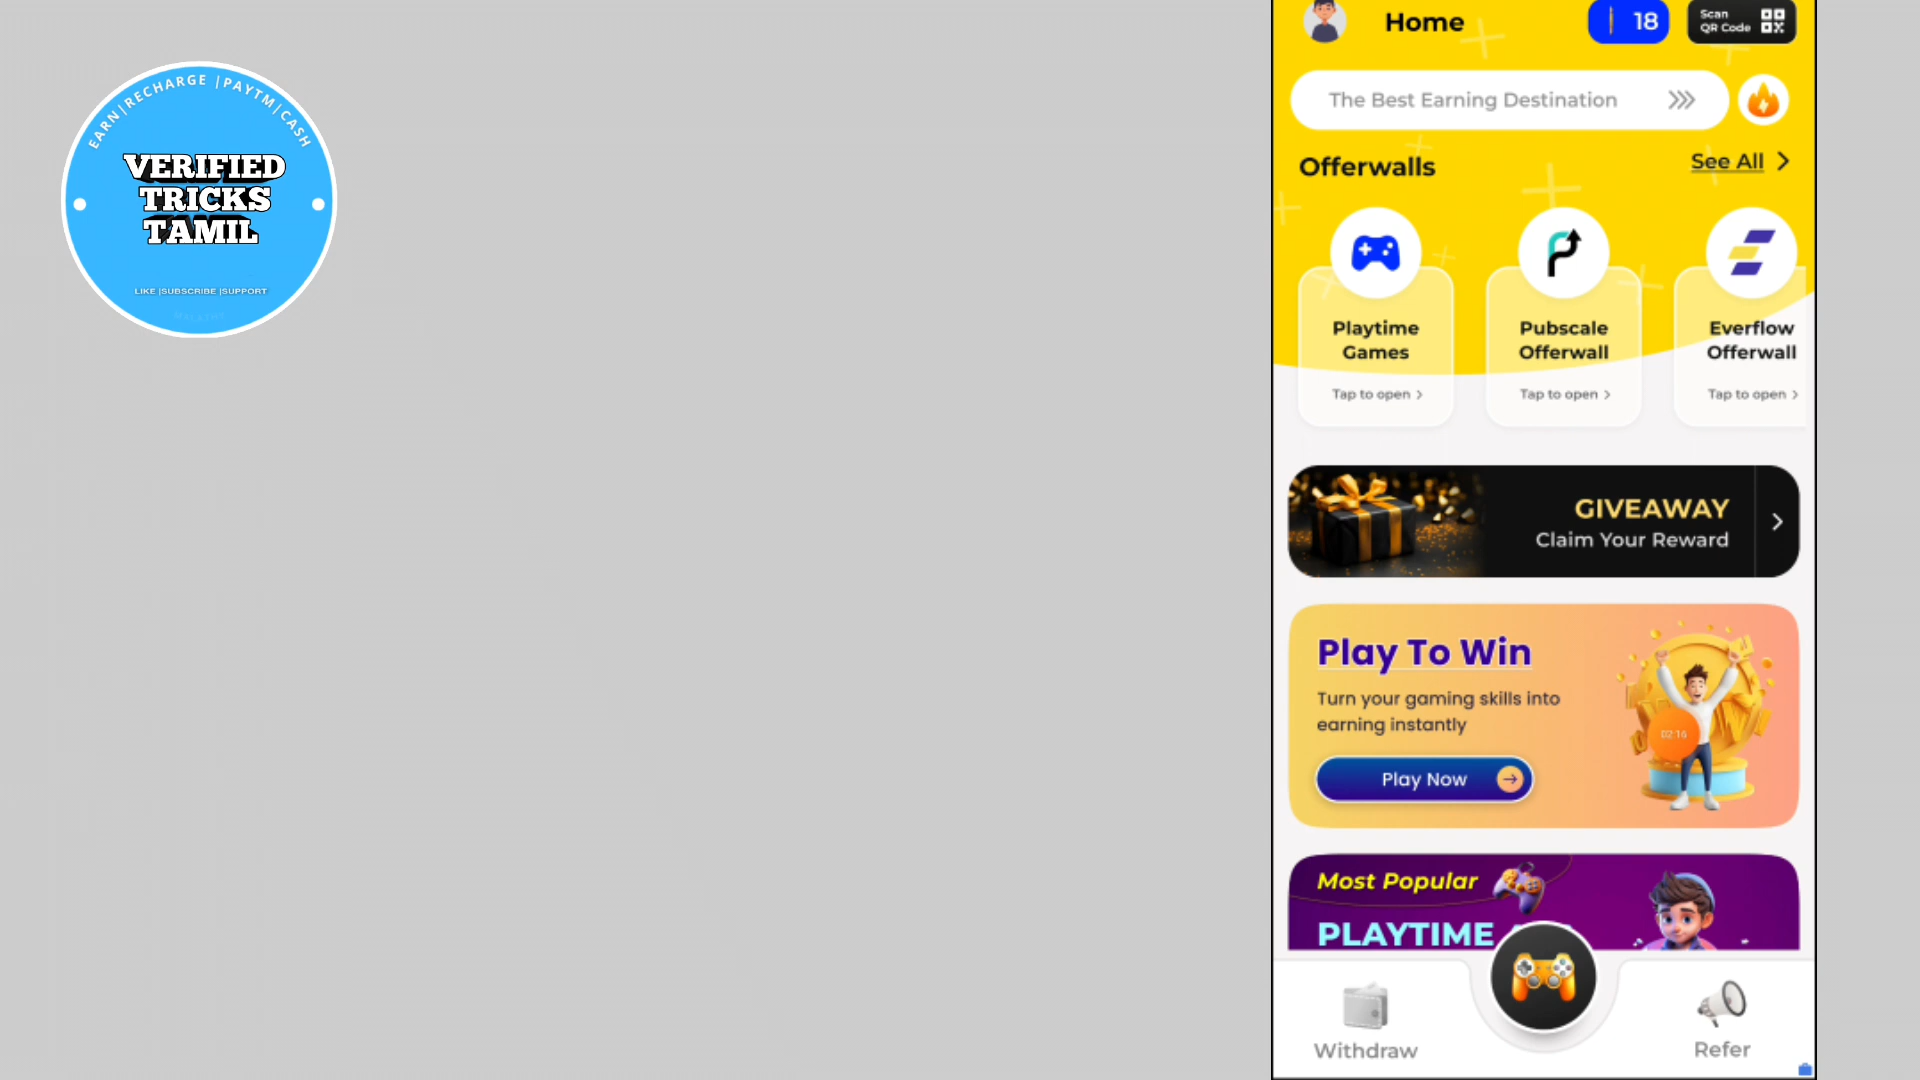 EARN|RECHARGE |PAYTM|CASH
VERIFIED
TRICKS
TAMIL
LIKE |SUBSCRIBE |SUPPORT
Home
18
Scan
QR Code
The Best Earning Destination
Offerwalls
See All
Playtime
Games
Tap to open
Pubscale
Offerwall
Tap to open
Everflow
Offerwall
Tap to open
GIVEAWAY
Claim Your Reward
Play To Win
Turn your gaming skills into
earning instantly
02:16
Play Now
Most Popular
PLAYTIME
Withdraw
Refer